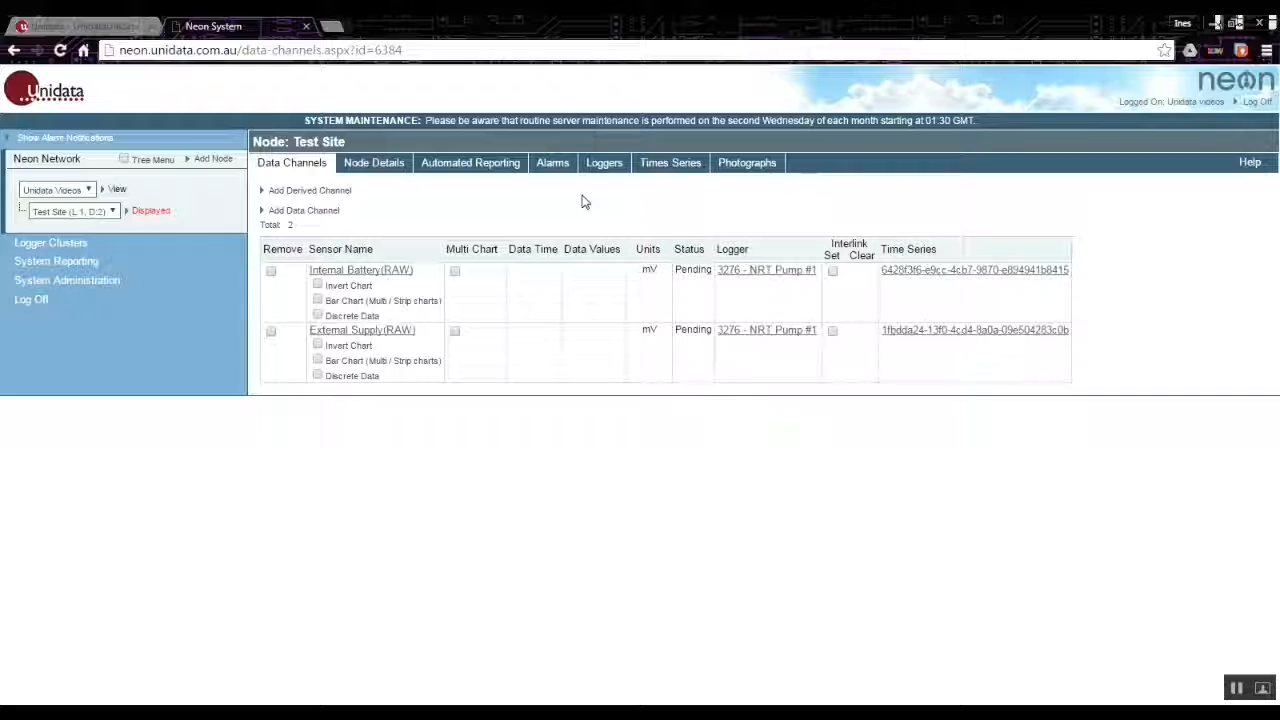 Neon System
Ines
neon.unidata.com.au/data-channels.aspx?id=6384
Unidata
neon
Logged On: Unidata videos Log Off
SYSTEM MAINTENANCE: Please be aware that routine server maintenance is performed on the second Wednesday of each month starting at 01:30 GMT.
Show Alarm Notifications
Node: Test Site
Neon Network Tree Menu Add Node
Data Channels Node Details Automated Reporting Alarms Loggers Times Series Photographs Help
Unidata Videos View
Add Derived Channel
Test Site (L:1, D:2) Displayed
Add Data Channel
Total: 2
Logger Clusters
System Reporting
System Administration
Log Off
Remove Sensor Name Multi Chart Data Time Data Values Units Status Logger Interlink Set Clear Time Series
Internal Battery(RAW) mV Pending 3276 - NRT Pump #1 6428f3f6-e9cc-4cb7-9870-e894941b8415
Invert Chart
Bar Chart (Multi / Strip charts)
Discrete Data
External Supply(RAW) mV Pending 3276 - NRT Pump #1 1fbdda24-13f0-4cd4-8a0a-09e504283c0b
Invert Chart
Bar Chart (Multi / Strip charts)
Discrete Data